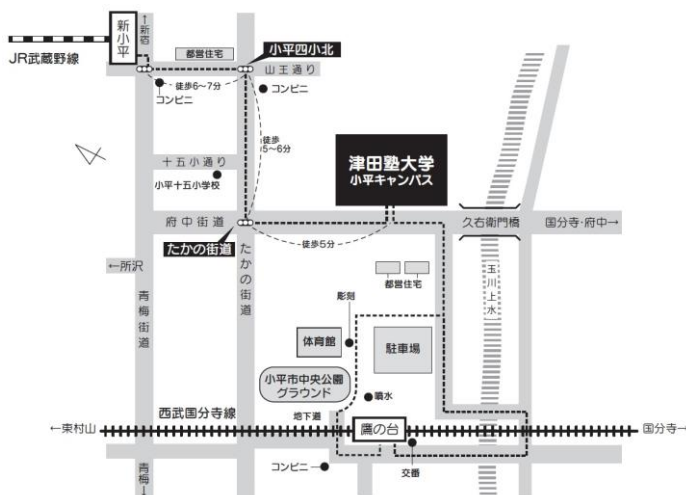 新小平
↑新宿
JR武蔵野線
都営住宅
小平四小北
山王通り
徒歩6〜7分
コンビニ
コンビニ
徒歩
5〜6分
十五小通り
小平十五小学校
津田塾大学
小平キャンパス
府中街道
久右衛門橋
国分寺・府中→
たかの街道
徒歩5分
←所沢
たかの街道
都営住宅
玉川上水
青梅街道
彫刻
体育館
駐車場
小平市中央公園
グラウンド
噴水
西武国分寺線
地下道
←東村山
鷹の台
国分寺→
コンビニ
交番
青梅↓